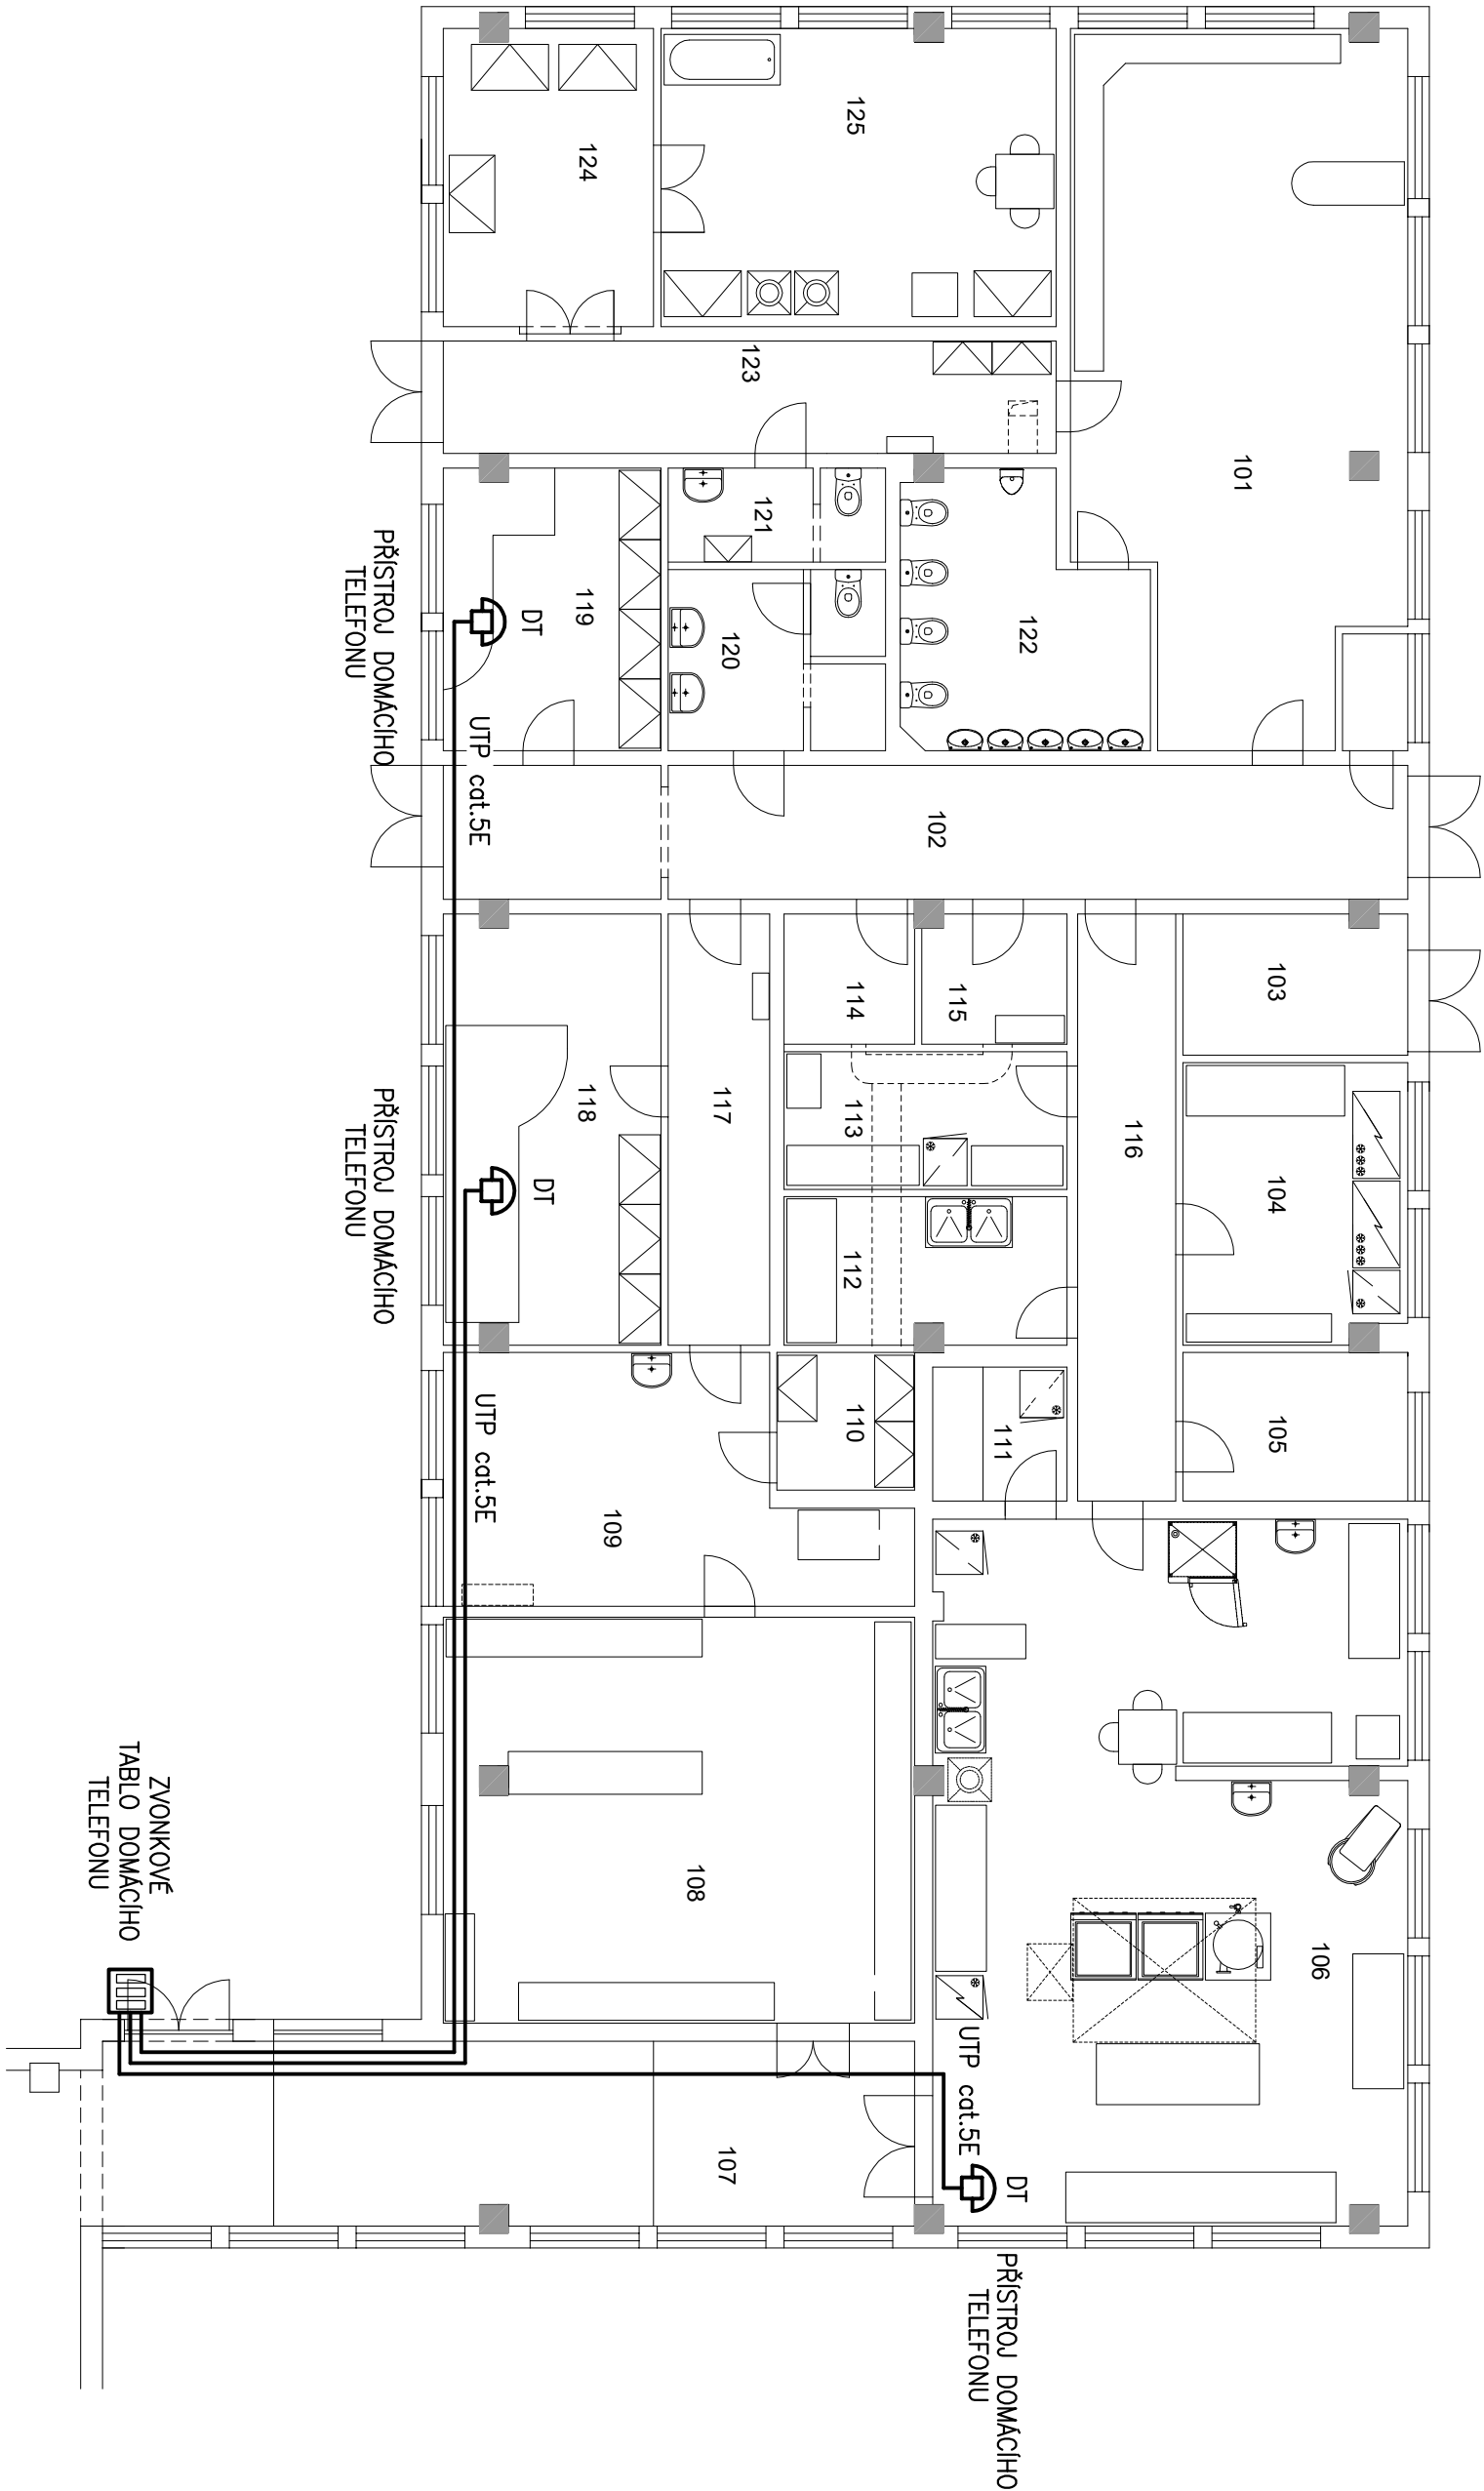 101
125
124
123
121
122
120
119
DT
PŘÍSTROJ DOMÁCÍHO
TELEFONU
UTP cat.5E
102
103
115
114
104
116
113
117
118
112
DT
PŘÍSTROJ DOMÁCÍHO
TELEFONU
UTP cat.5E
105
111
110
109
106
108
107
UTP cat.5E
DT
PŘÍSTROJ DOMÁCÍHO
TELEFONU
ZVONKOVÉ
TABLO DOMÁCÍHO
TELEFONU